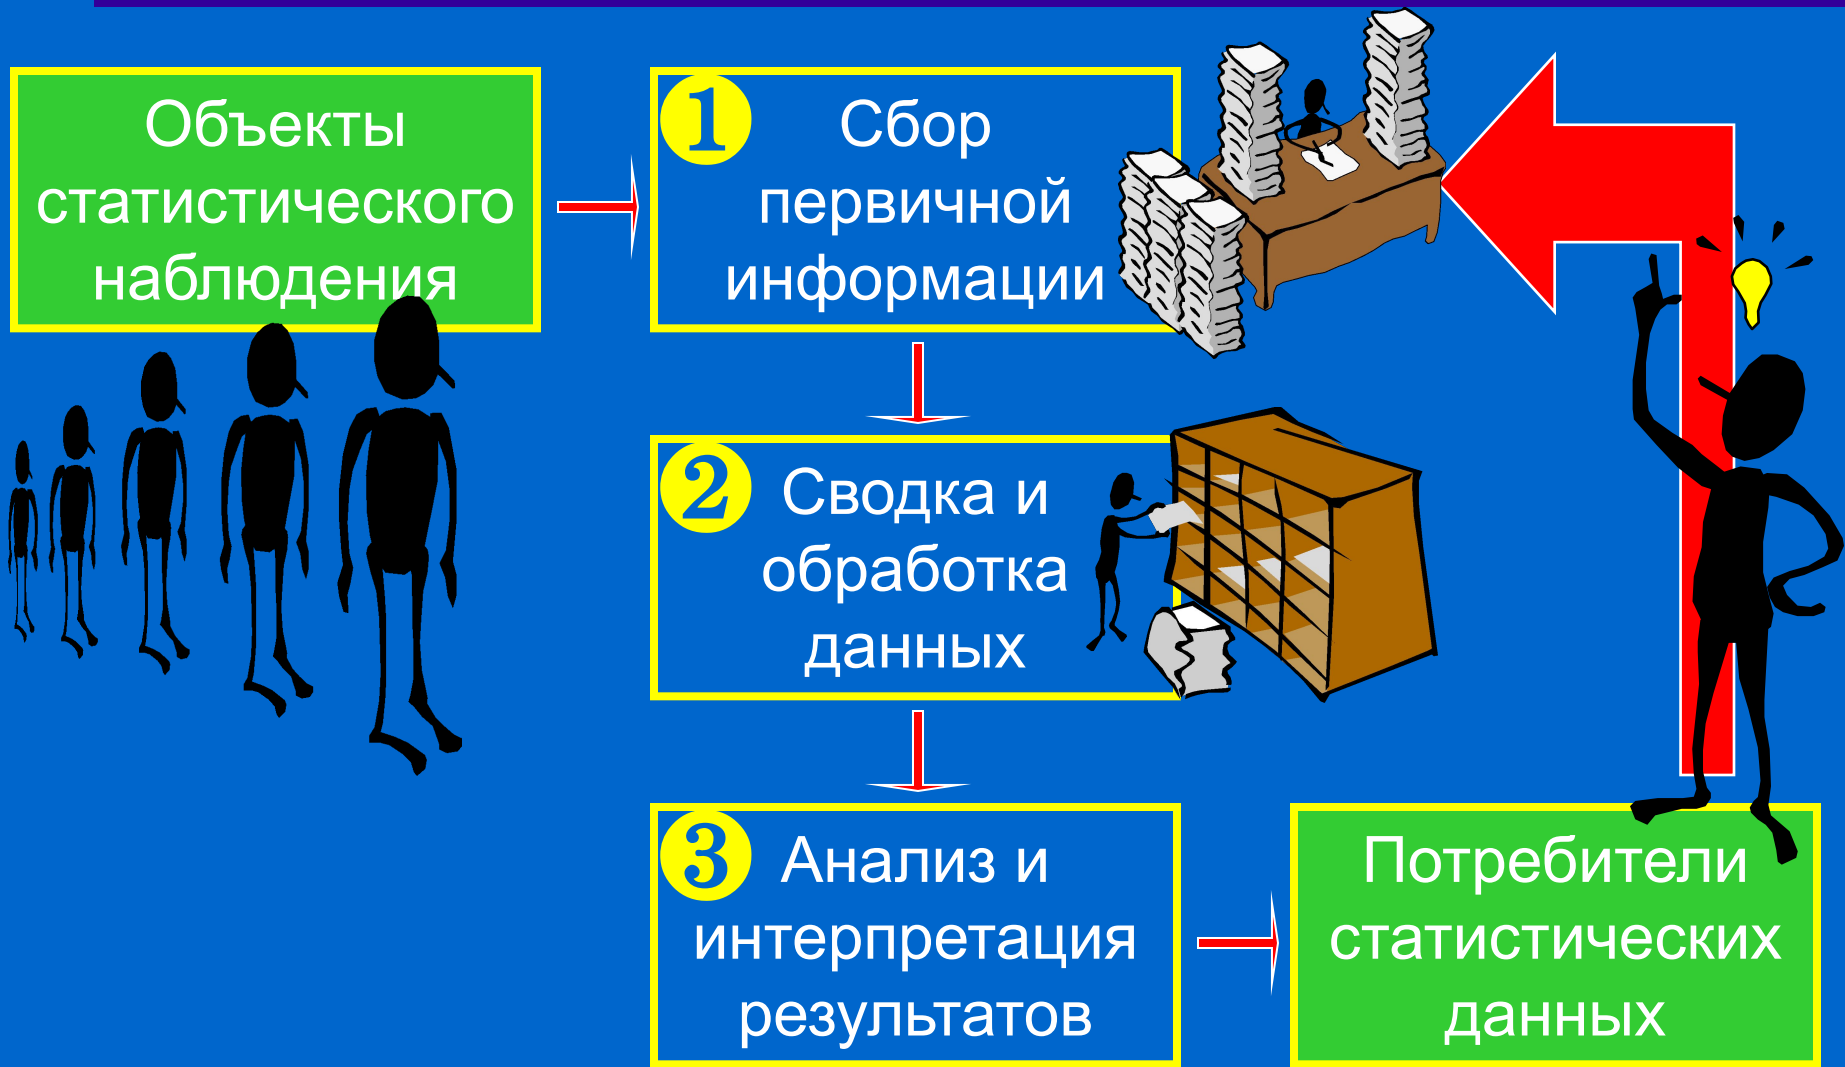 Объекты
статистического
наблюдения
1
Сбор
первичной
информации
2
Сводка и
обработка
данных
3
Анализ и
интерпретация
результатов
Потребители
статистических
данных